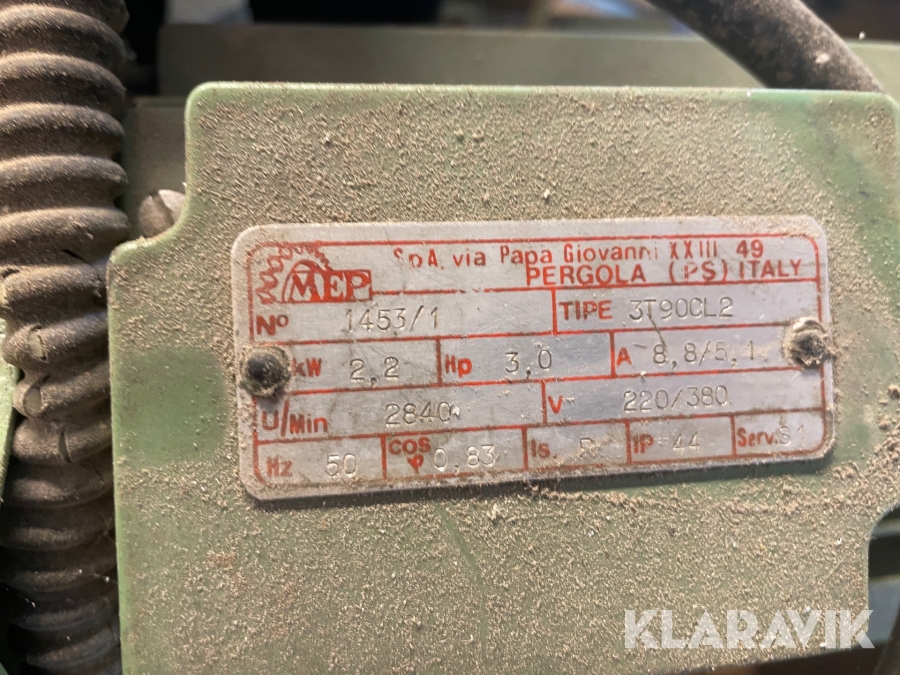 MEP
S.p.A. via Papa Giovanni XXIII 49
PERGOLA (PS) ITALY
No 1453/1 TIPE 3T90CL2
kW 2,2 Hp 3,0 A 8,8/5,1
U/Min 2840 V 220/380
Hz 50 cos φ 0,83 Is. F IP 44 Serv. S1
KLARAVIK